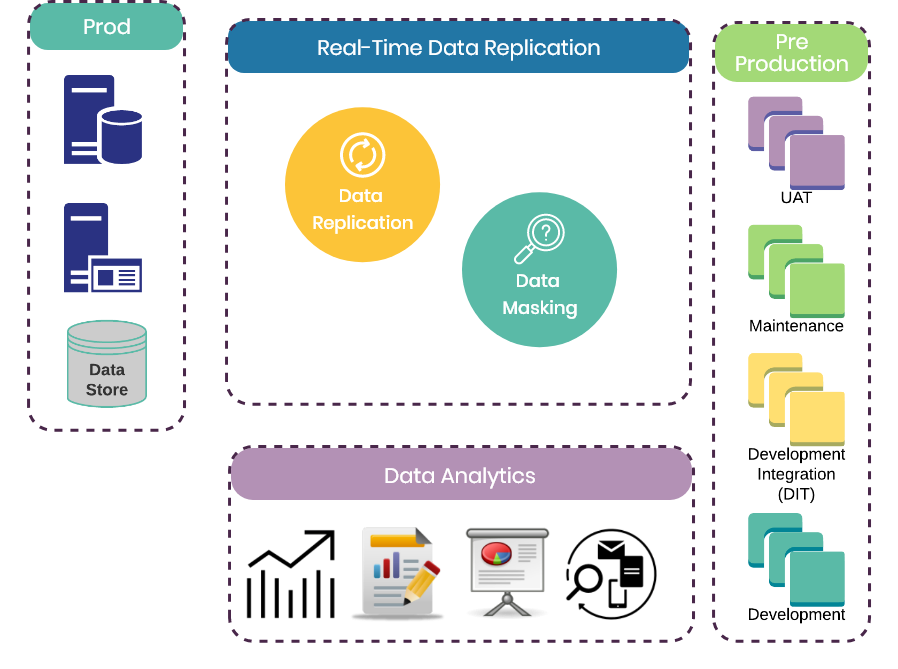 Prod
Data
Store
Real-Time Data Replication
Data
Replication
?
Data
Masking
Data Analytics
Pre
Production
UAT
Maintenance
Development
Integration
(DIT)
Development